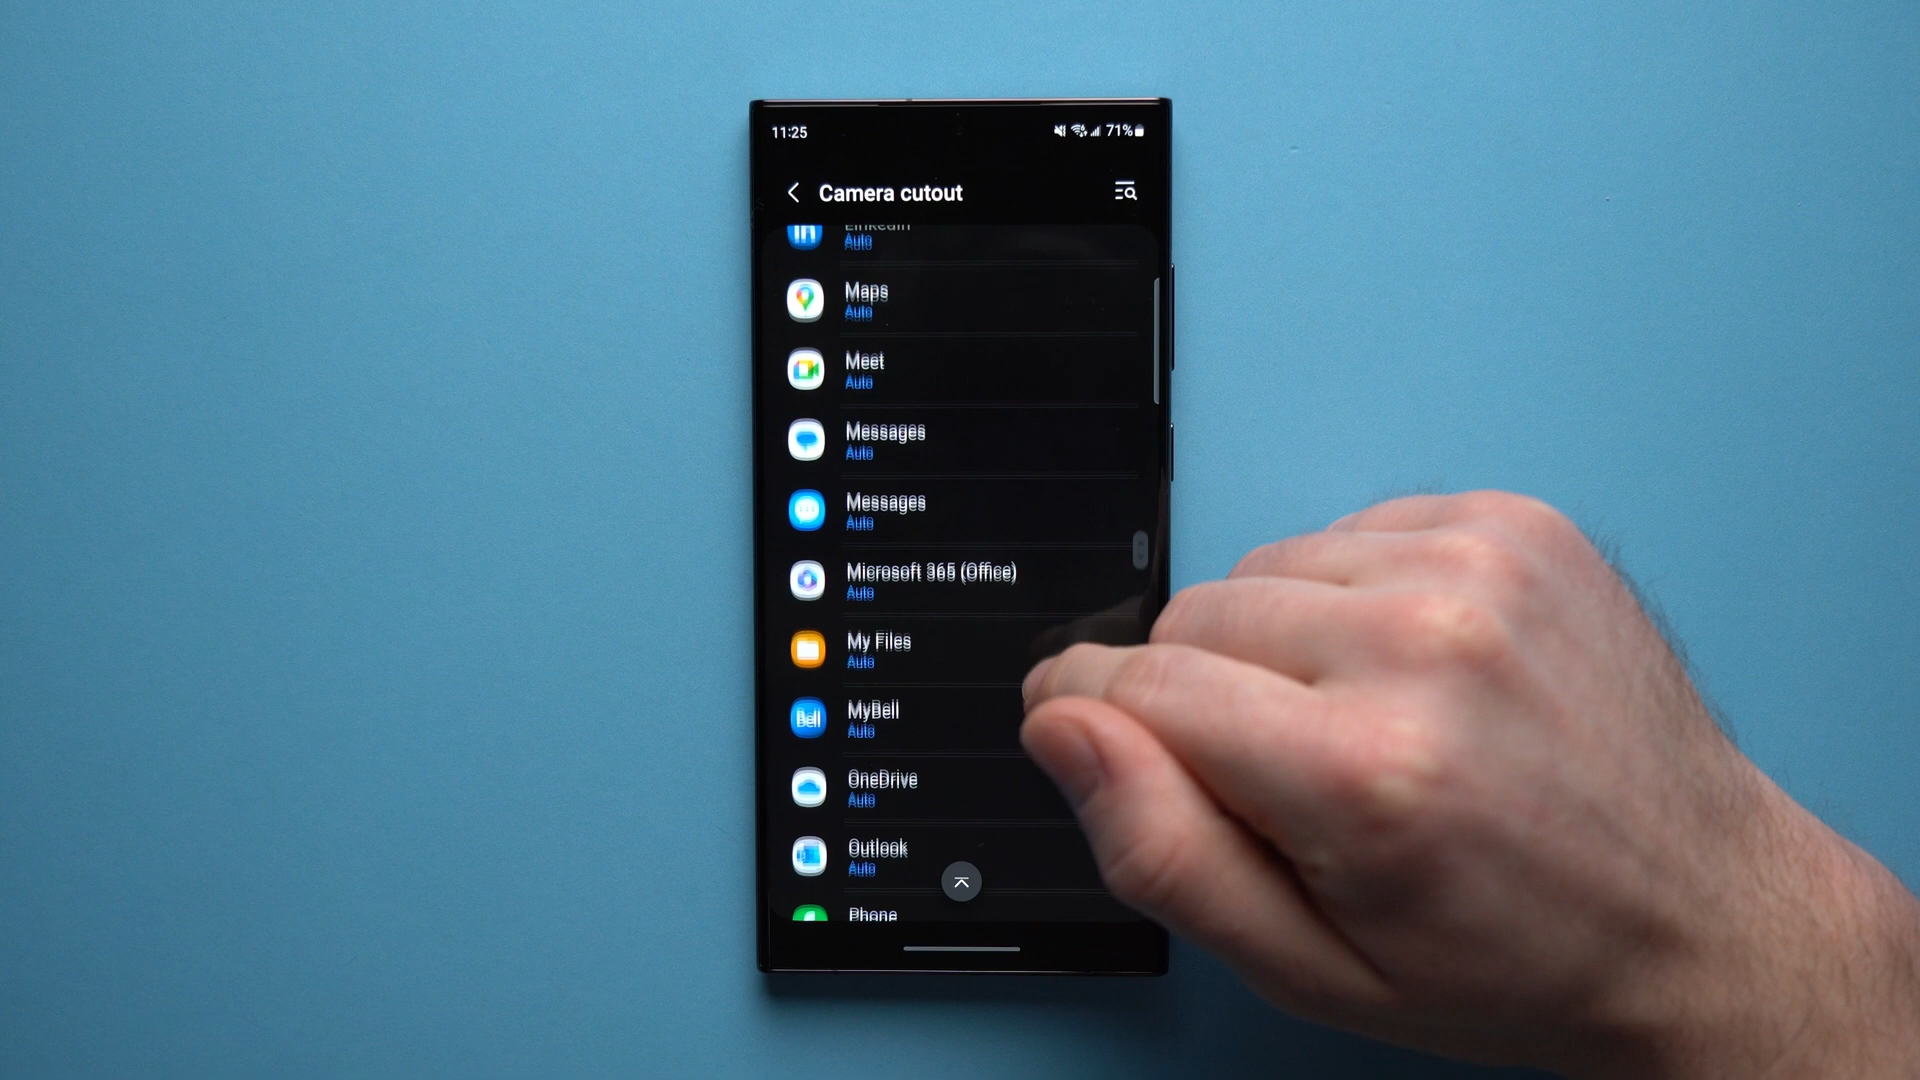 11:25
71%
Camera cutout
LinkedIn
Auto
Maps
Auto
Meet
Auto
Messages
Auto
Messages
Auto
Microsoft 365 (Office)
Auto
My Files
Auto
Bell
MyBell
Auto
OneDrive
Auto
Outlook
Auto
Phone